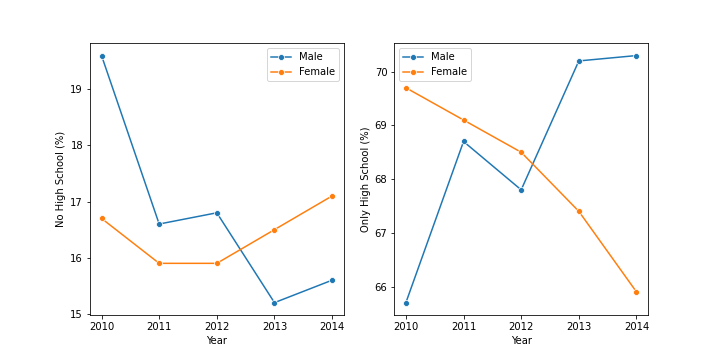 Male
Female
19
18
17
16
15
No High School (%)
2010 2011 2012 2013 2014
Year
Male
Female
70
69
68
67
66
Only High School (%)
2010 2011 2012 2013 2014
Year